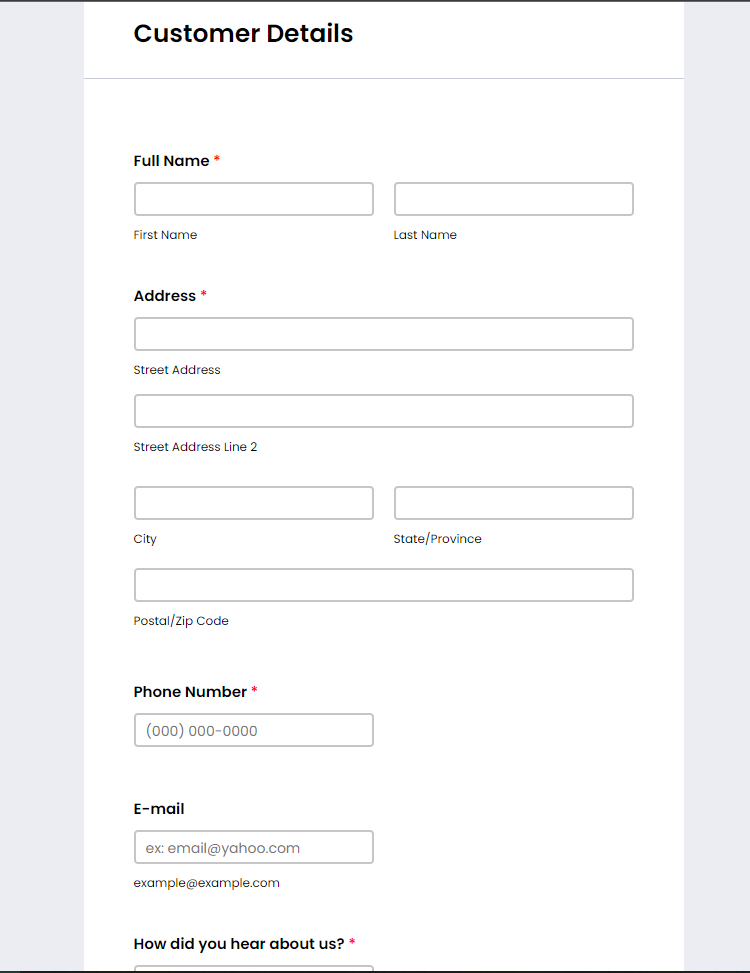 Customer Details
Full Name *
First Name Last Name
Address *
Street Address
Street Address Line 2
City State/Province
Postal/Zip Code
Phone Number *
(000) 000-0000
E-mail
ex: email@yahoo.com
example@example.com
How did you hear about us? *